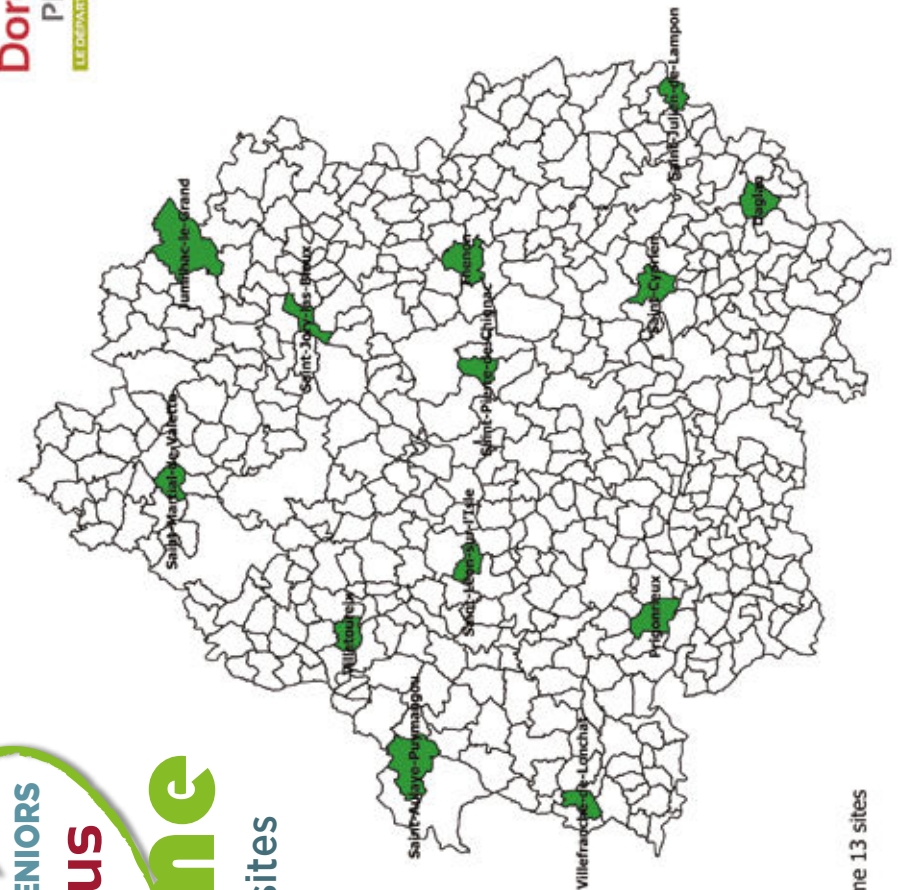 Dor
P
LE DÉPART
ENIORS
us
ne
sites
Jumilhac-le-Grand
Saint-Jory-las-Bloux
Saint-Martial-de-Valette
Villetoureix
Saint-Aulaye-Puymangou
Thenon
Saint-Pierre-de-Chignac
Saint-Léon-sur-l'Isle
Villefranche-de-Lonchat
Prigonrieux
Saint-Cyprien
Saint-Julien-de-Lampon
Daglan
ne 13 sites